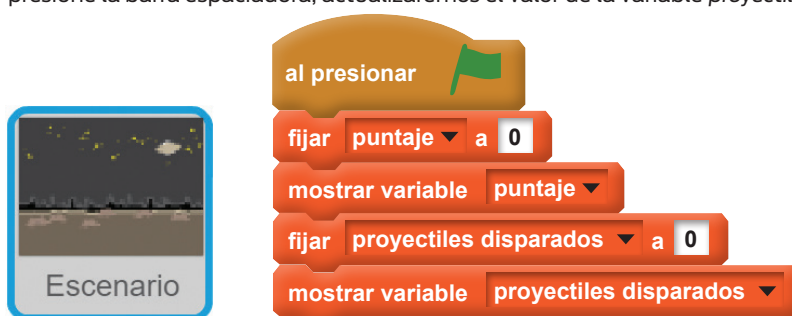 presione la barra espaciadora, actualizaremos el valor de la variable proyectil
al presionar
fijar puntaje a 0
mostrar variable puntaje
fijar proyectiles disparados a 0
mostrar variable proyectiles disparados
Escenario